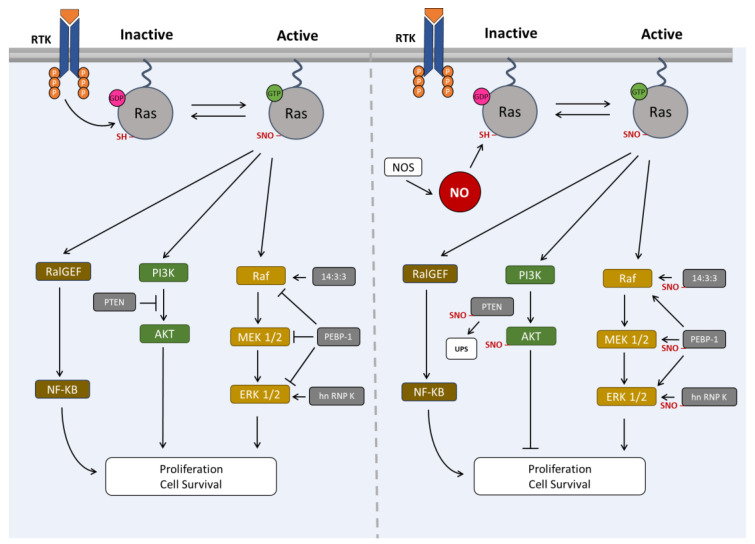 RTK
Inactive
Active
P P
P P
P P
GDP
Ras
SH
GTP
Ras
SNO
RalGEF
PI3K
Raf
14:3:3
PTEN
AKT
MEK 1/2
PEBP-1
NF-KB
ERK 1/2
hn RNP K
Proliferation
Cell Survival
RTK
Inactive
Active
P P
P P
P P
GDP
Ras
SH
GTP
Ras
SNO
NOS
NO
RalGEF
PI3K
Raf
14:3:3
SNO
PTEN
SNO
UPS
SNO
AKT
MEK 1/2
PEBP-1
SNO
NF-KB
ERK 1/2
hn RNP K
SNO
Proliferation
Cell Survival